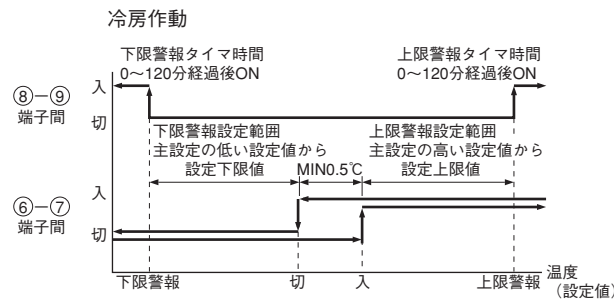 冷房作動
下限警報タイマ時間
0～120分経過後ON
上限警報タイマ時間
0～120分経過後ON
⑧ー⑨
端子間
入
切
下限警報設定範囲
主設定の低い設定値から
設定下限値
MIN0.5℃
上限警報設定範囲
主設定の高い設定値から
設定上限値
⑥ー⑦
端子間
入
切
下限警報
切
入
上限警報
温度
（設定値）